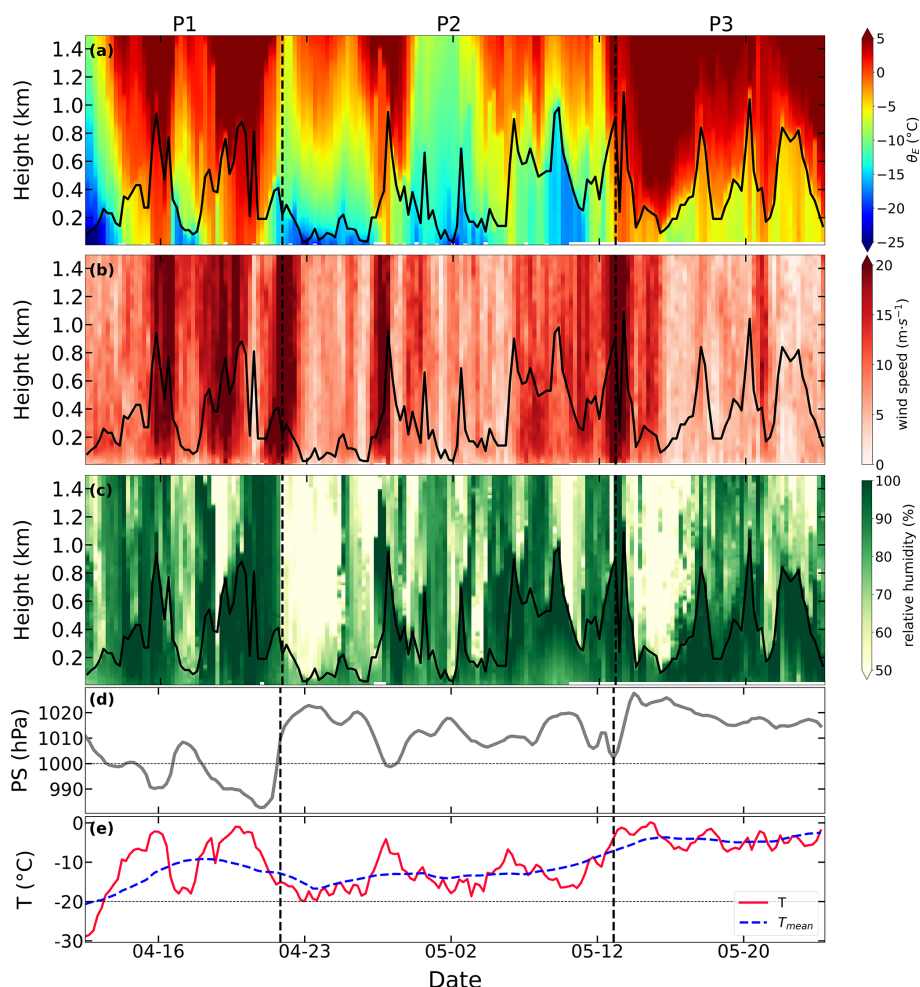 P1 P2 P3
(a)
1.4
1.2
1.0
0.8
0.6
0.4
0.2
Height (km)
5
0
−5
−10
−15
−20
−25
θE (°C)
(b)
1.4
1.2
1.0
0.8
0.6
0.4
0.2
Height (km)
20
15
10
5
0
wind speed (m·s⁻¹)
(c)
1.4
1.2
1.0
0.8
0.6
0.4
0.2
Height (km)
100
90
80
70
60
50
relative humidity (%)
(d)
1020
1010
1000
990
PS (hPa)
(e)
0
-10
-20
-30
T (°C)
T
Tmean
04-16 04-23 05-02 05-12 05-20
Date